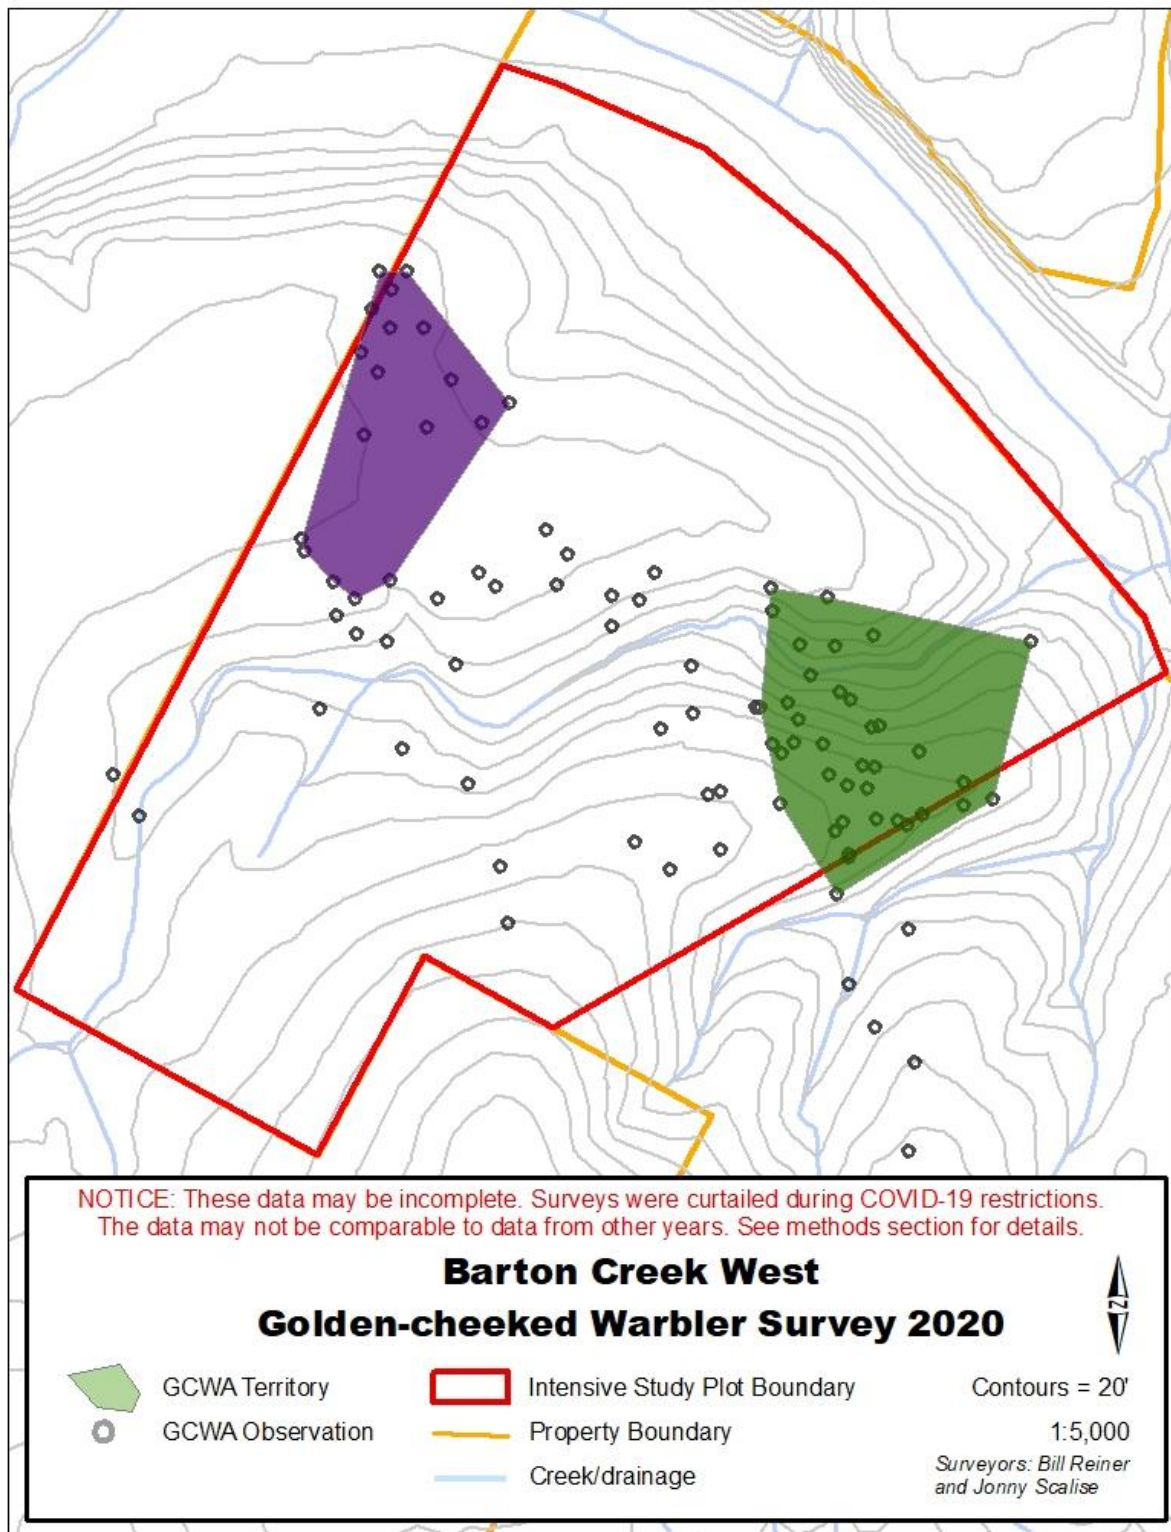 NOTICE: These data may be incomplete. Surveys were curtailed during COVID-19 restrictions.
The data may not be comparable to data from other years. See methods section for details.
Barton Creek West
Golden-cheeked Warbler Survey 2020
N
GCWA Territory
Intensive Study Plot Boundary
Contours = 20'
GCWA Observation
Property Boundary
1:5,000
Creek/drainage
Surveyors: Bill Reiner
and Jonny Scalise